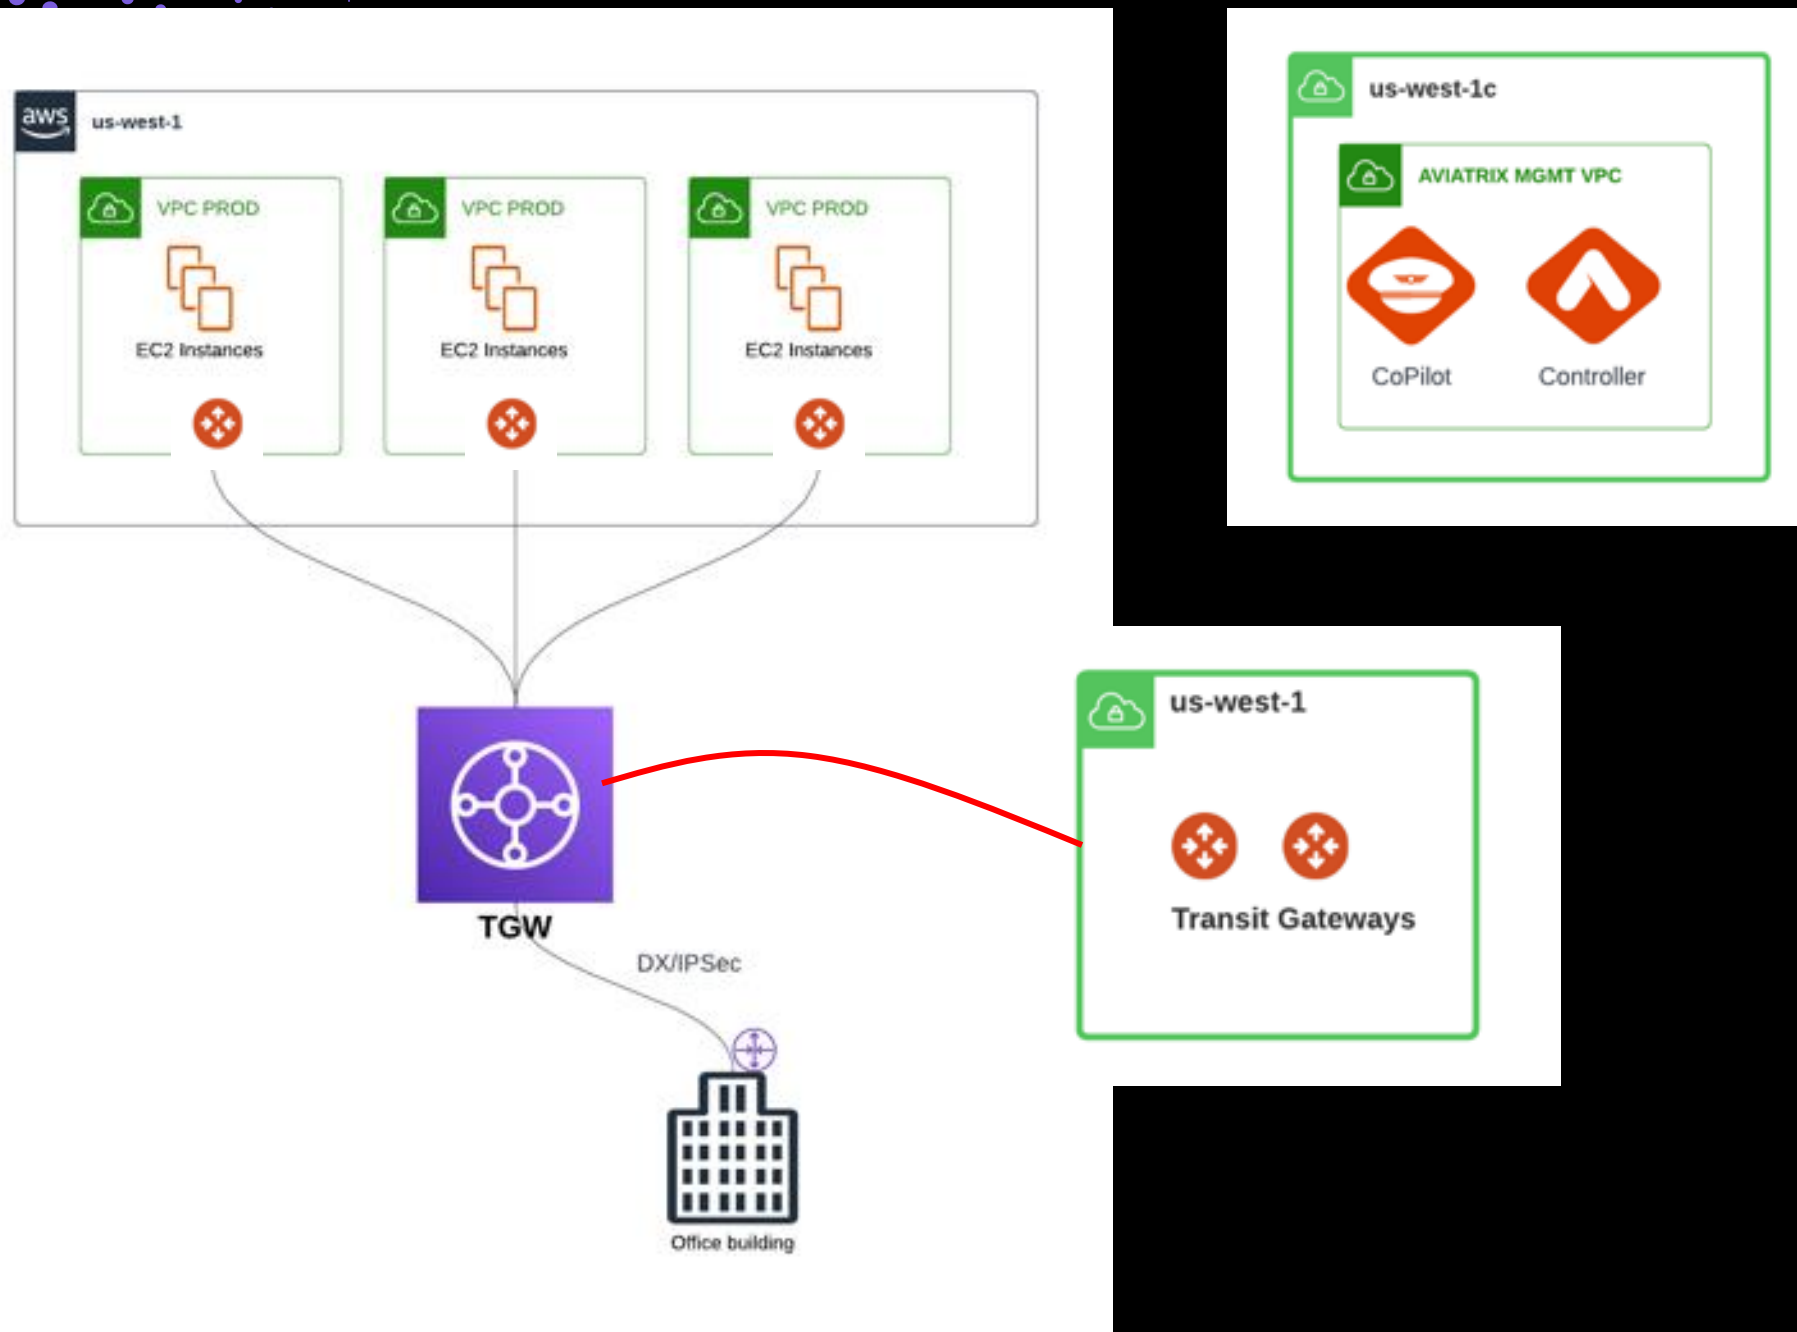 aws
us-west-1
VPC PROD
EC2 Instances
VPC PROD
EC2 Instances
VPC PROD
EC2 Instances
us-west-1c
AVIATRIX MGMT VPC
CoPilot
Controller
us-west-1
Transit Gateways
TGW
DX/IPSec
Office building